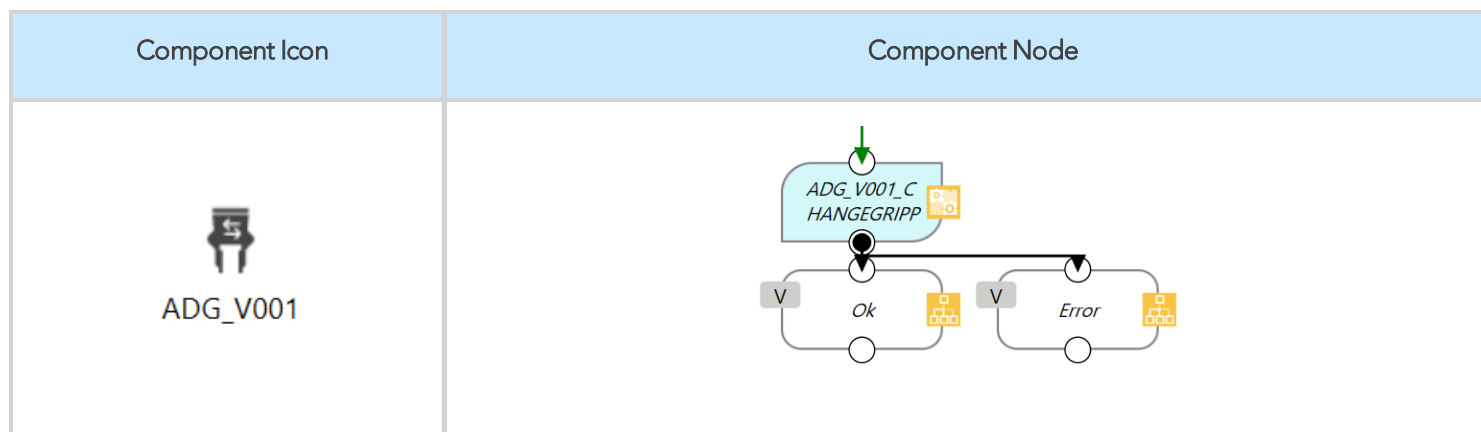 Component Icon
Component Node
ADG_V001
ADG_V001_C
HANGEGRIPP
V
Ok
V
Error